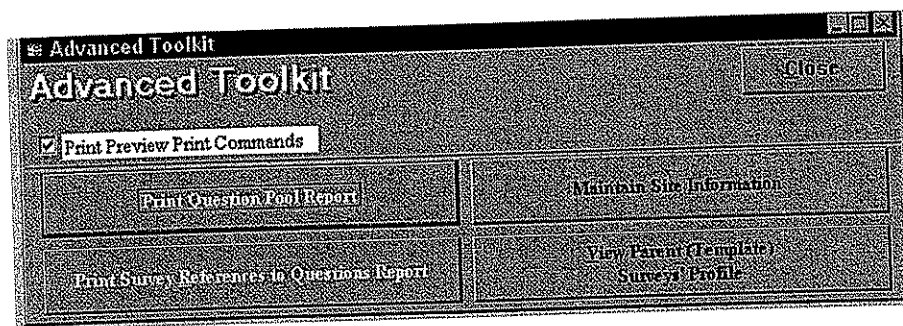 Advanced Toolkit
Advanced Toolkit
Close
Print Preview Print Commands
Print Question Pool Report
Maintain Site Information
Print Survey References to Questions Report
View Parent (Template)
Surveys' Profile